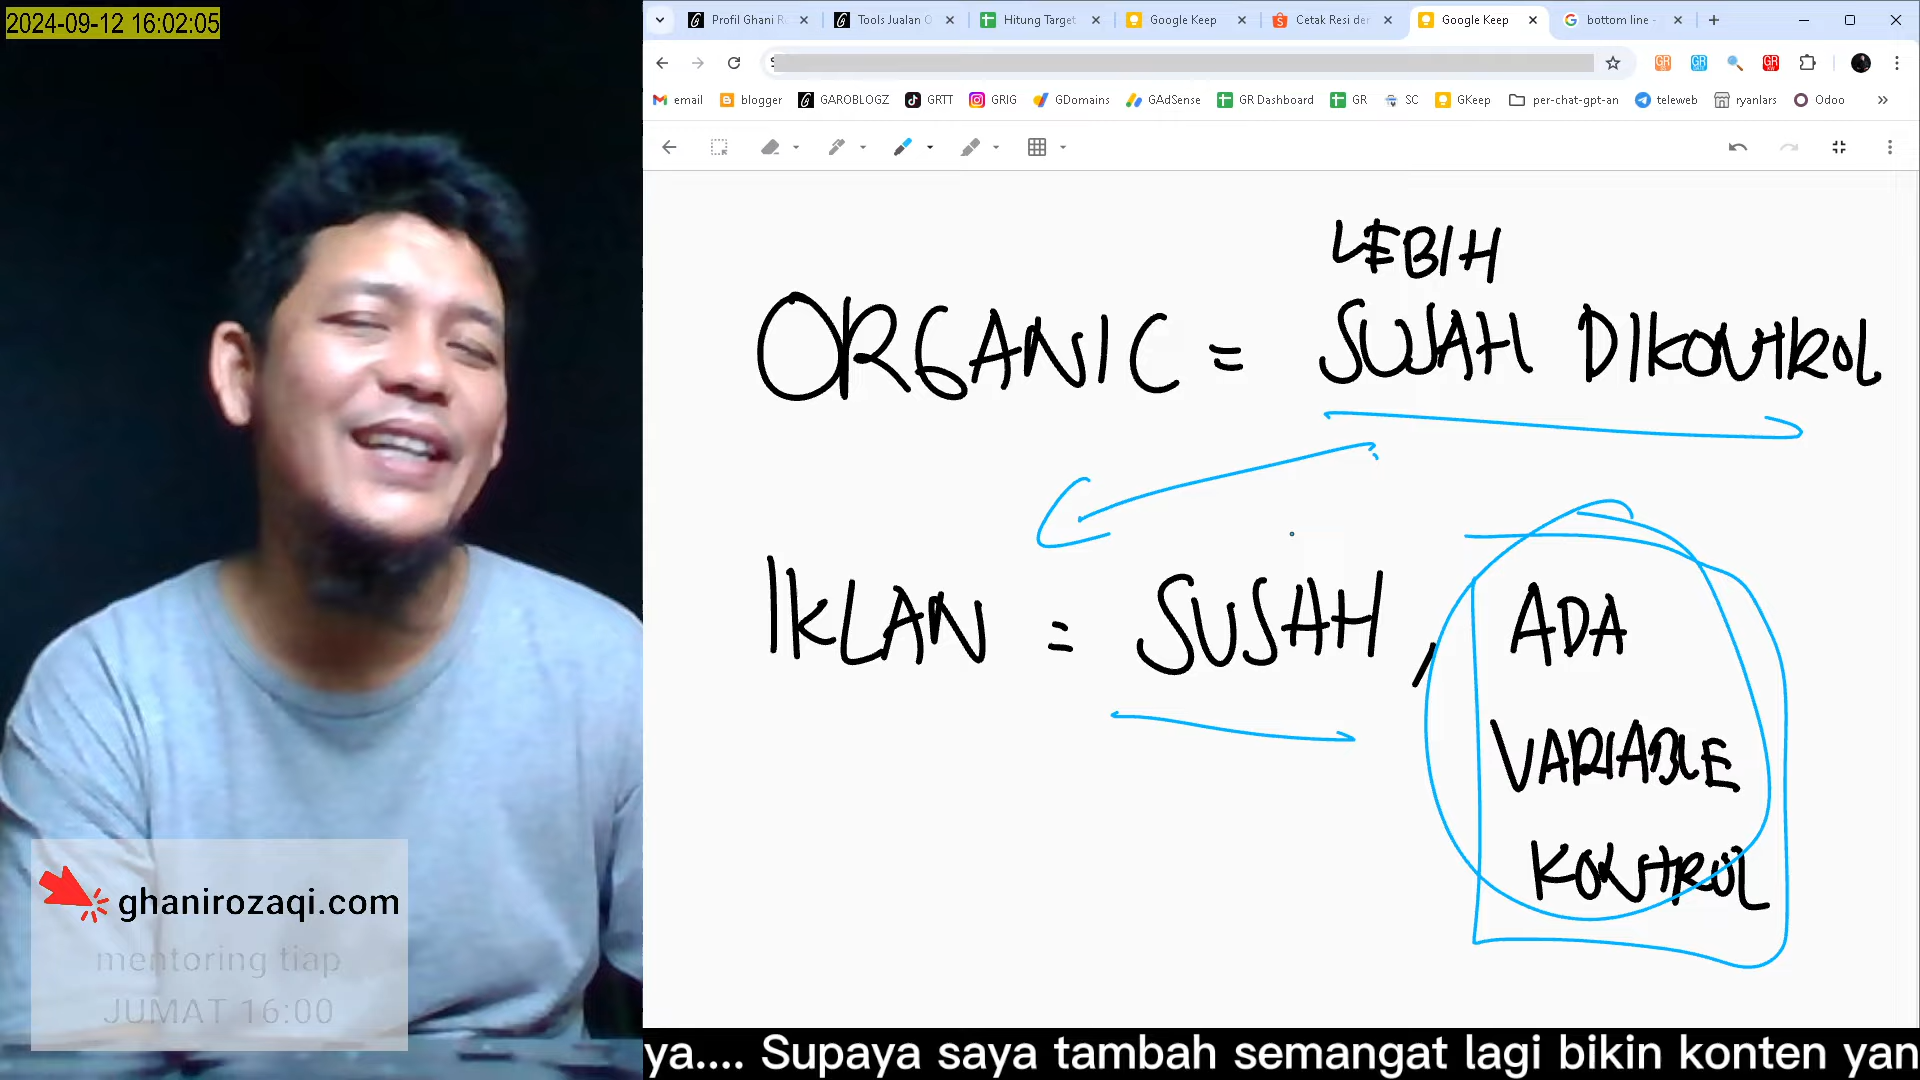 2024-09-12 16:02:05
Profil Ghani R
Tools Jualan O
Hitung Target
Google Keep
Cetak Resi der
Google Keep
bottom line -
email
blogger
GAROBLOGZ
GRTT
GRIG
GDomains
GAdSense
GR Dashboard
GR
SC
GKeep
per-chat-gpt-an
teleweb
ryanlars
Odoo
LEBIH
ORGANIC = SUSAH DIKONTROL
IKLAN = SUSAH, ADA
VARIABLE
KONTROL
ghanirozaqi.com
mentoring tiap
JUMAT 16:00
ya.... Supaya saya tambah semangat lagi bikin konten yan